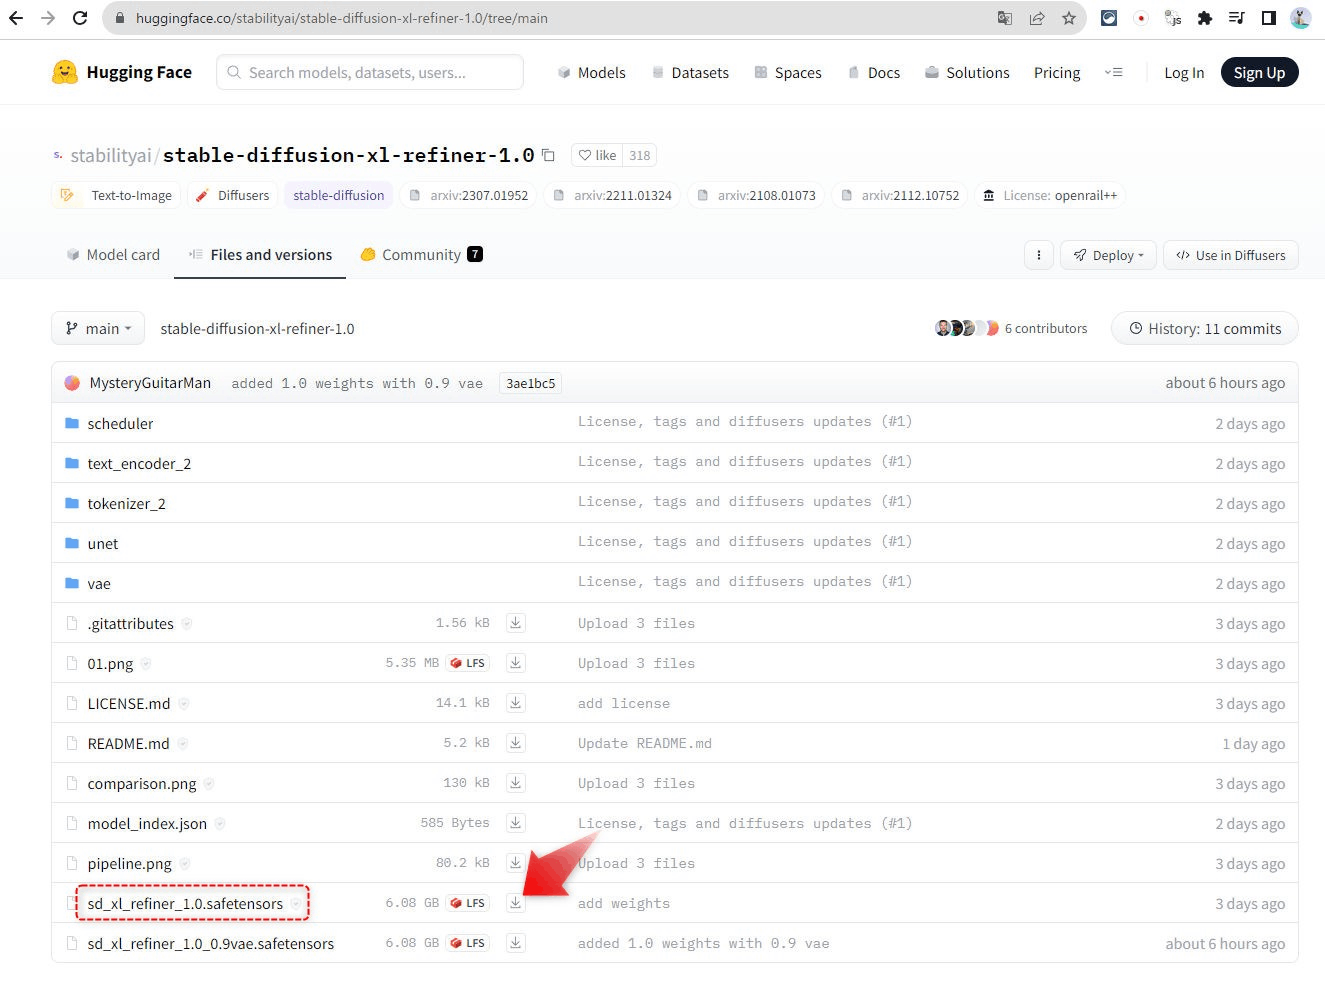 huggingface.co/stabilityai/stable-diffusion-xl-refiner-1.0/tree/main
Hugging Face Search models, datasets, users... Models Datasets Spaces Docs Solutions Pricing Log In Sign Up
stabilityai/stable-diffusion-xl-refiner-1.0 like 318
Text-to-Image Diffusers stable-diffusion arxiv:2307.01952 arxiv:2211.01324 arxiv:2108.01073 arxiv:2112.10752 License: openrail++
Model card Files and versions Community 7 Deploy Use in Diffusers
main stable-diffusion-xl-refiner-1.0 6 contributors History: 11 commits
MysteryGuitarMan added 1.0 weights with 0.9 vae 3ae1bc5 about 6 hours ago
scheduler License, tags and diffusers updates (#1) 2 days ago
text_encoder_2 License, tags and diffusers updates (#1) 2 days ago
tokenizer_2 License, tags and diffusers updates (#1) 2 days ago
unet License, tags and diffusers updates (#1) 2 days ago
vae License, tags and diffusers updates (#1) 2 days ago
.gitattributes 1.56 kB Upload 3 files 3 days ago
01.png 5.35 MB LFS Upload 3 files 3 days ago
LICENSE.md 14.1 kB add license 3 days ago
README.md 5.2 kB Update README.md 1 day ago
comparison.png 130 kB Upload 3 files 3 days ago
model_index.json 585 Bytes License, tags and diffusers updates (#1) 2 days ago
pipeline.png 80.2 kB Upload 3 files 3 days ago
sd_xl_refiner_1.0.safetensors 6.08 GB LFS add weights 3 days ago
sd_xl_refiner_1.0_0.9vae.safetensors 6.08 GB LFS added 1.0 weights with 0.9 vae about 6 hours ago